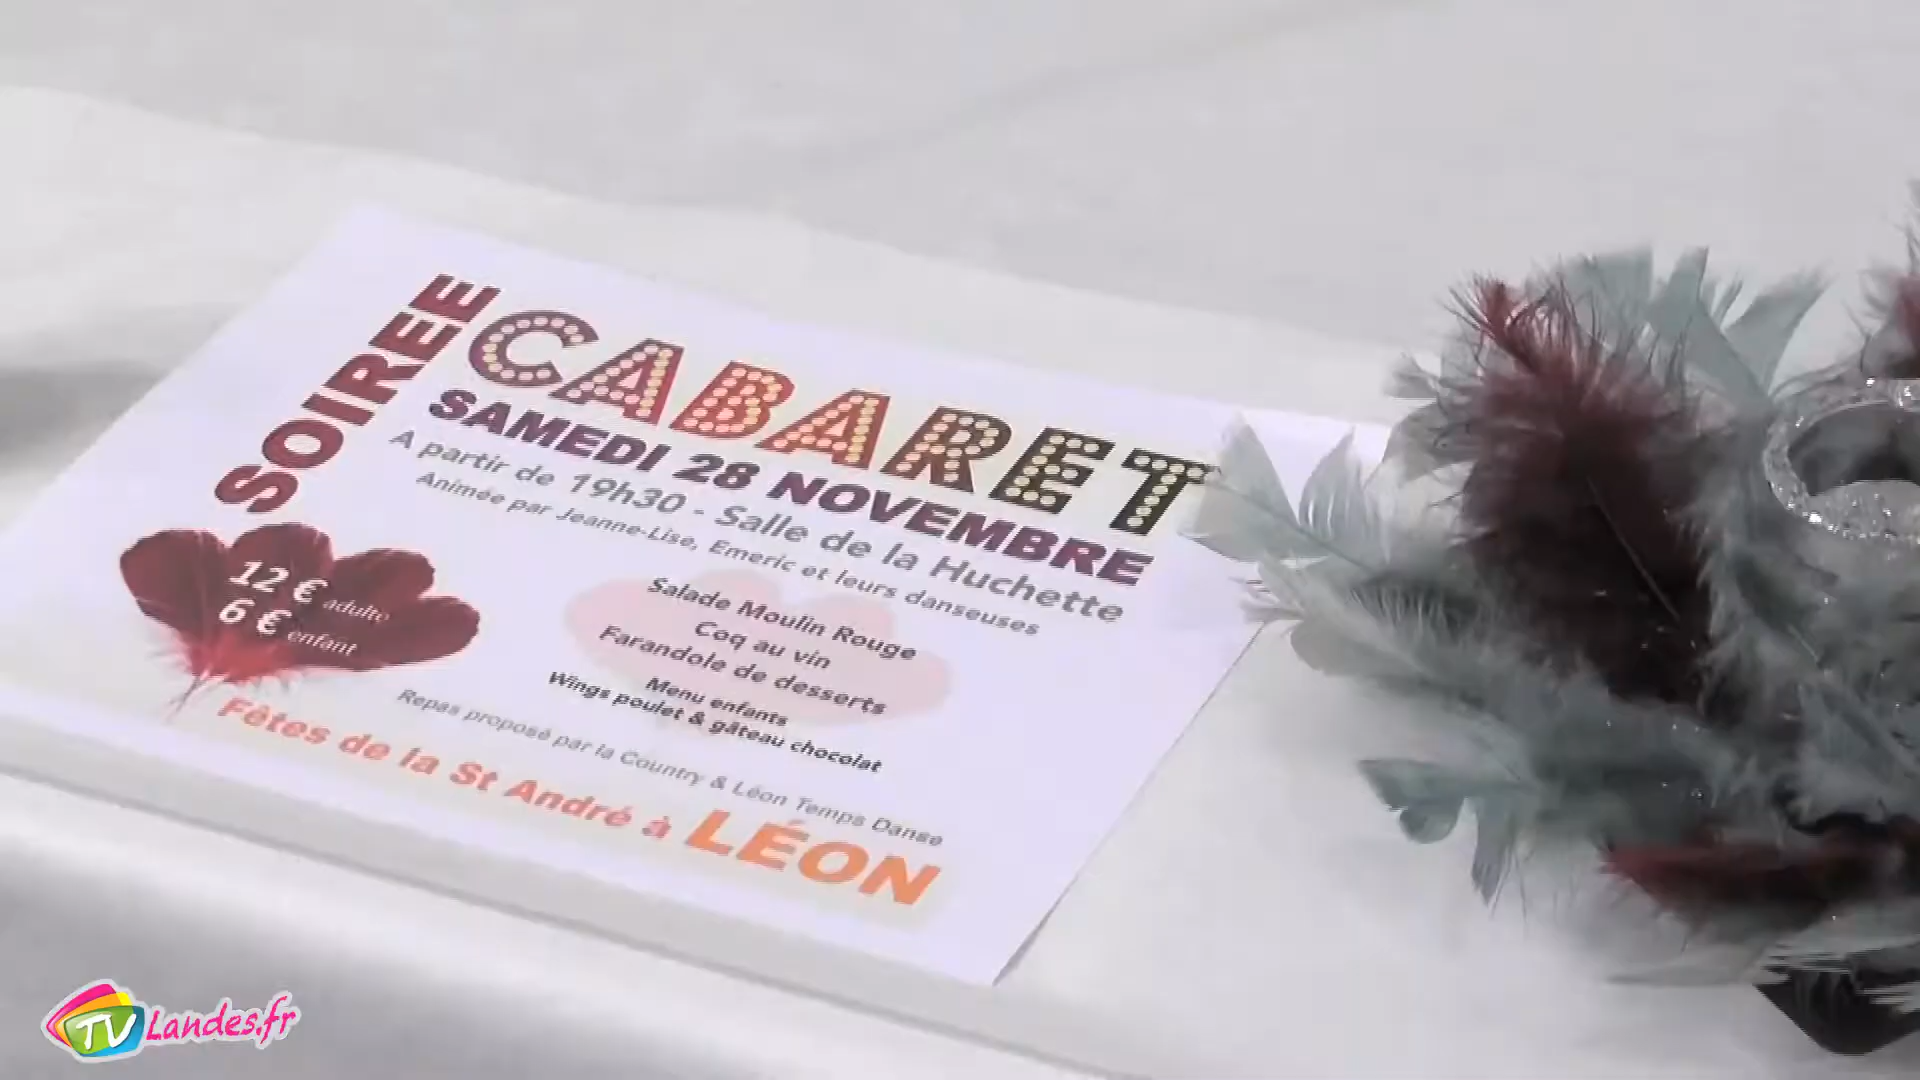 SOIREE
CABARET
SAMEDI 28 NOVEMBRE
A partir de 19h30 - Salle de la Huchette
Animée par Jeanne-Lise, Emeric et leurs danseuses
12 € adulte
6 € enfant
Salade Moulin Rouge
Coq au vin
Farandole de desserts
Menu enfants
Wings poulet & gâteau chocolat
Repas proposé par la Country & Léon Temps Danse
Fêtes de la St André à LÉON
TV Landes.fr